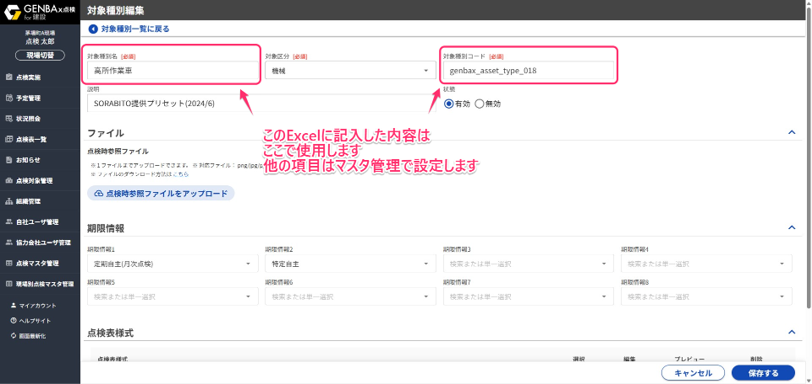 GENBA×点検
for 建設
対象種別編集
対象種別一覧に戻る
茅場町A現場
点検 太郎
現場切替
点検実施
予定管理
状況照会
点検表一覧
お知らせ
点検対象管理
組織管理
自社ユーザ管理
協力会社ユーザ管理
点検マスタ管理
現場別点検マスタ管理
マイアカウント
ヘルプサイト
画面最新化
対象種別名 [必須]
高所作業車
対象区分 [必須]
機械
対象種別コード [必須]
genbax_asset_type_018
説明
SORABITO提供プリセット(2024/6)
状態
有効 無効
このExcelに記入した内容は
ここで使用します
他の項目はマスタ管理で設定します
ファイル
点検時参照ファイル
※1ファイルまでアップロードできます。 ※ 対応ファイル： png/jpg/
※ ファイルのダウンロード方法は こちら
点検時参照ファイルをアップロード
期限情報
期限情報1
定期自主(月次点検)
期限情報2
特定自主
期限情報3
検索または単一選択
期限情報4
検索または単一選択
期限情報5
検索または単一選択
期限情報6
検索または単一選択
期限情報7
検索または単一選択
期限情報8
検索または単一選択
点検表様式
点検表様式 選択 編集 プレビュー 削除
キャンセル
保存する